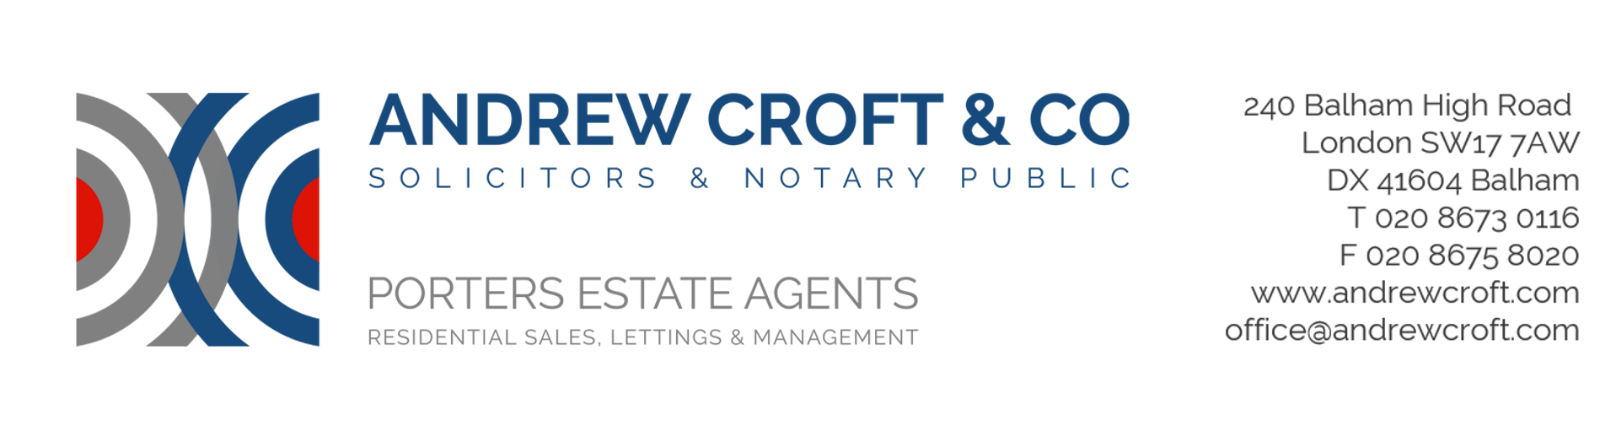 ANDREW CROFT & CO
SOLICITORS & NOTARY PUBLIC
PORTERS ESTATE AGENTS
RESIDENTIAL SALES, LETTINGS & MANAGEMENT
240 Balham High Road
London SW17 7AW
DX 41604 Balham
T 020 8673 0116
F 020 8675 8020
www.andrewcroft.com
office@andrewcroft.com